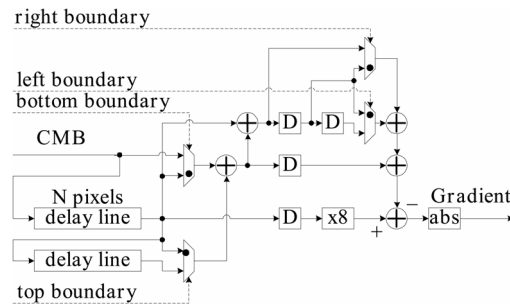 right boundary
left boundary
bottom boundary
CMB
D D
D
N pixels
delay line
D x8 + − abs Gradient
delay line
top boundary